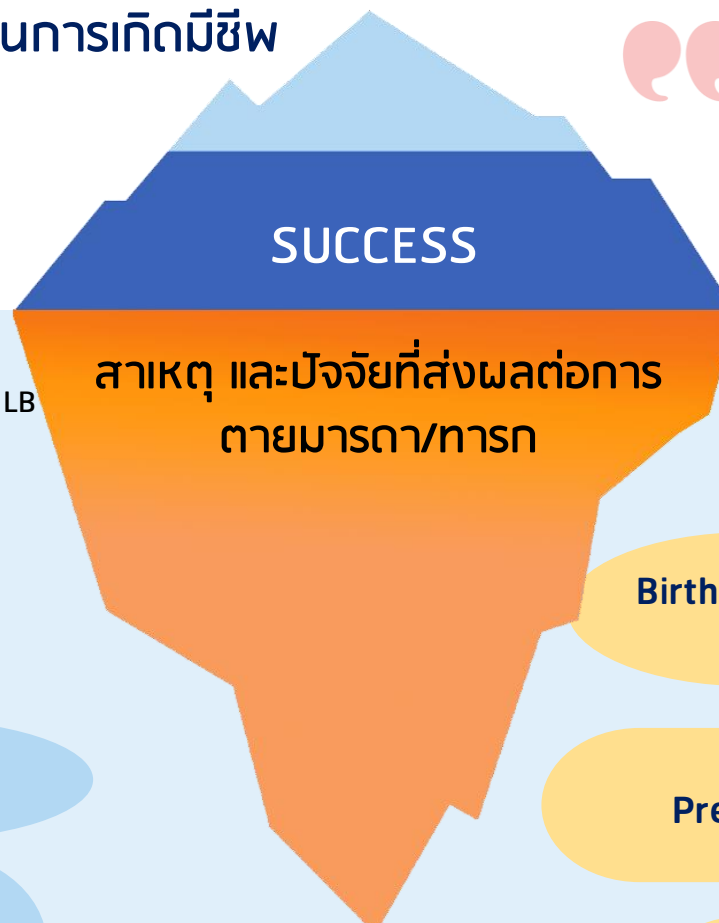 นการเกิดมีชีพ
SUCCESS
สาเหตุ และปัจจัยที่ส่งผลต่อการ
ตายมารดา/ทารก
LB
Birth
Pre